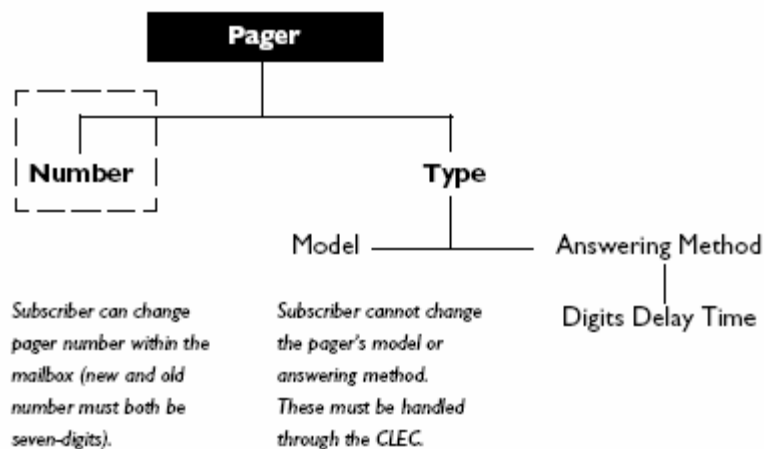 Pager
Number
Type
Model
Answering Method
Digits Delay Time
Subscriber can change
pager number within the
mailbox (new and old
number must both be
seven-digits).
Subscriber cannot change
the pager's model or
answering method.
These must be handled
through the CLEC.